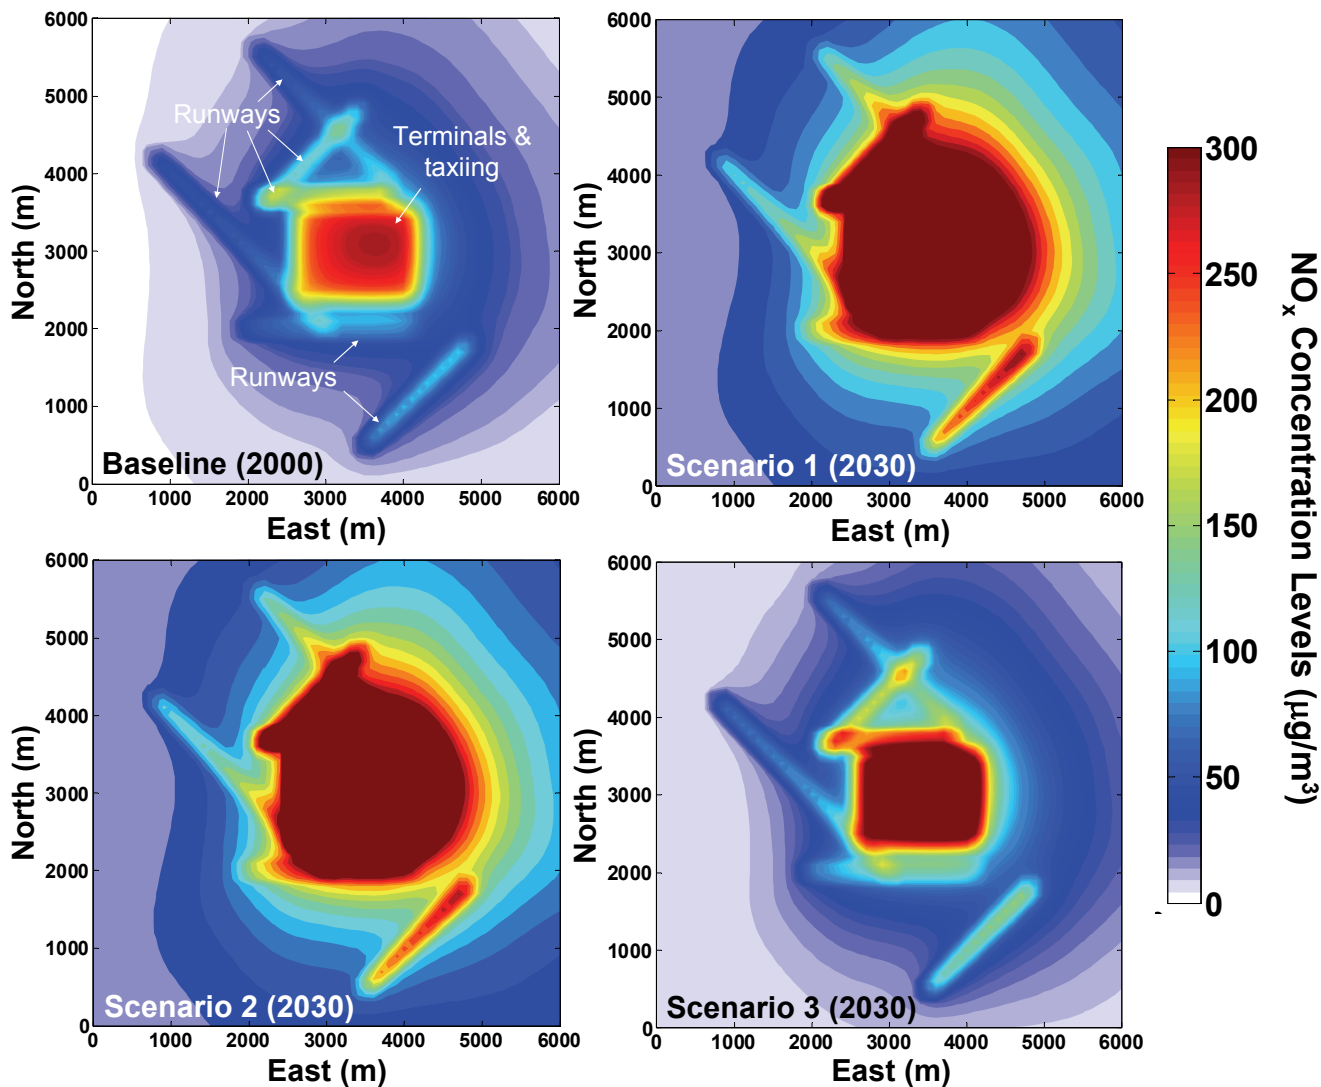 6000
5000
4000
3000
2000
1000
0
North (m)
Runways
Terminals &
taxiing
Runways
Baseline (2000)
0 1000 2000 3000 4000 5000 6000
East (m)
6000
5000
4000
3000
2000
1000
0
North (m)
Scenario 1 (2030)
0 1000 2000 3000 4000 5000 6000
East (m)
6000
5000
4000
3000
2000
1000
0
North (m)
Scenario 2 (2030)
0 1000 2000 3000 4000 5000 6000
East (m)
6000
5000
4000
3000
2000
1000
0
North (m)
Scenario 3 (2030)
0 1000 2000 3000 4000 5000 6000
East (m)
300
250
200
150
100
50
0
NOx Concentration Levels (μg/m³)